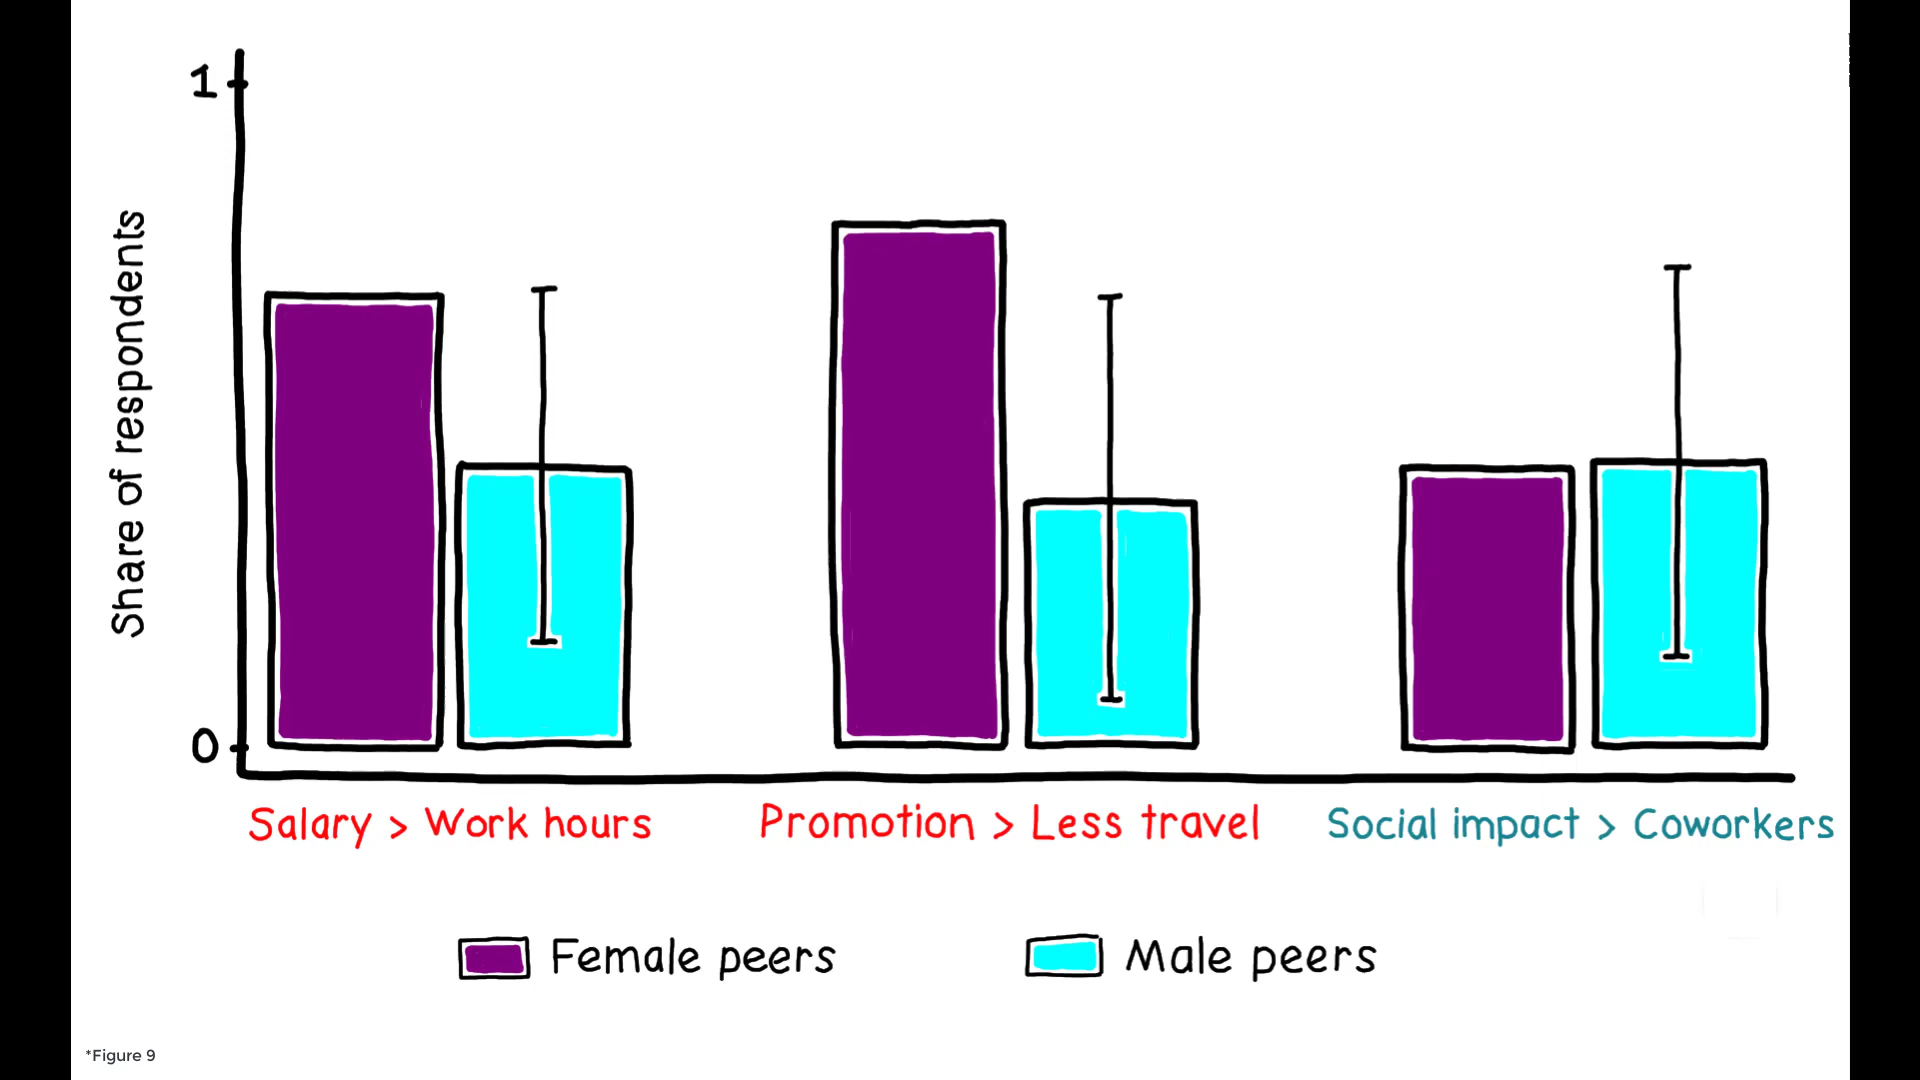 1
Share of respondents
0
Salary > Work hours
Promotion > Less travel
Social impact > Coworkers
Female peers
Male peers
*Figure 9